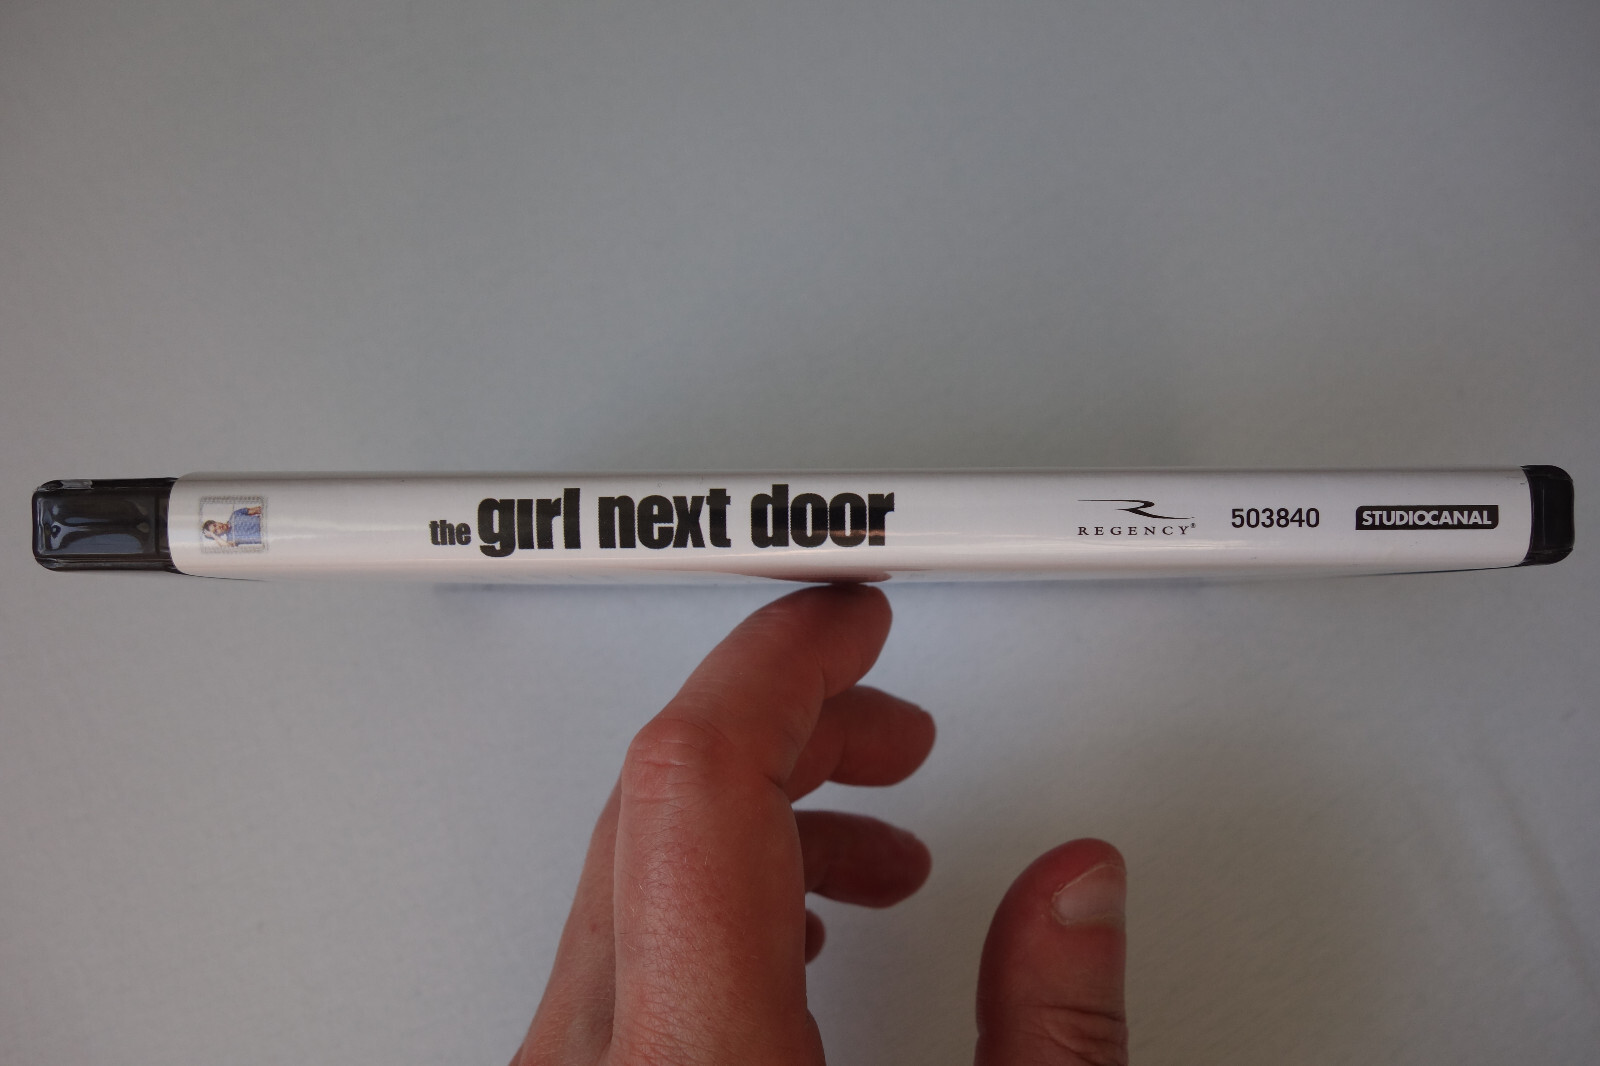 the girl next door
REGENCY®
503840
STUDIOCANAL